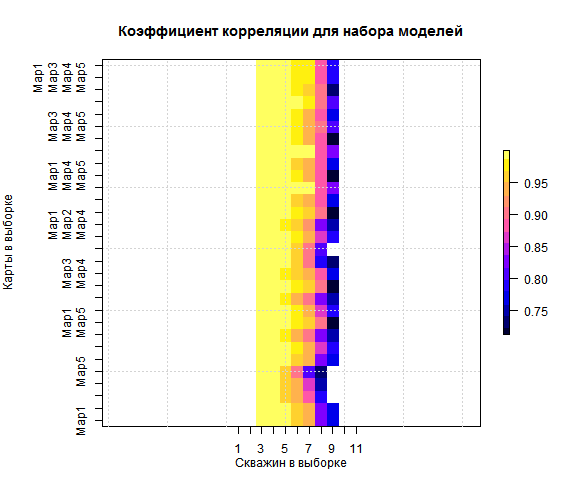 Коэффициент корреляции для набора моделей
Map1 Map3 Map4 Map5
Map3 Map4 Map5
Map1 Map4 Map5
Map1 Map2 Map4
Map3 Map4
Map1 Map5
Map5
Map1
Карты в выборке
1 3 5 7 9 11
Скважин в выборке
0.95
0.90
0.85
0.80
0.75